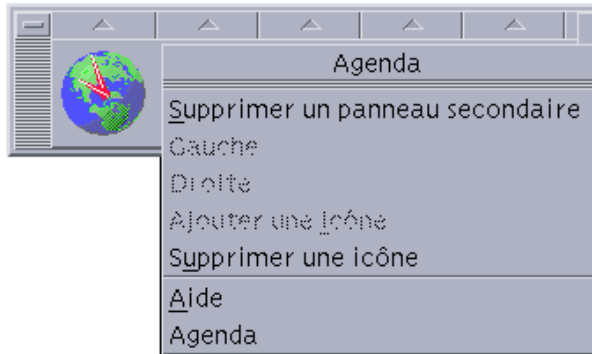 Agenda
Supprimer un panneau secondaire
Gauche
Droite
Ajouter une icône
Supprimer une icône
Aide
Agenda